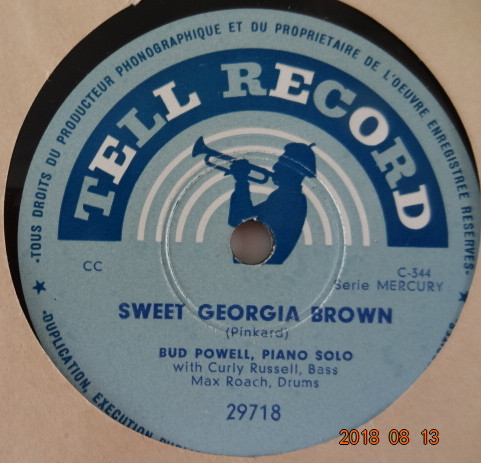 -TOUS DROITS DU PRODUCTEUR PHONOGRAPHIQUE ET DU PROPRIETAIRE DE L'OEUVRE ENREGISTREE RESERVES-
TELL RECORD
CC
C-344
Serie MERCURY
SWEET GEORGIA BROWN
(Pinkard)
BUD POWELL, PIANO SOLO
with Curly Russell, Bass
Max Roach, Drums
29718
-DUPLICATION, EXECUTION
2018 08 13